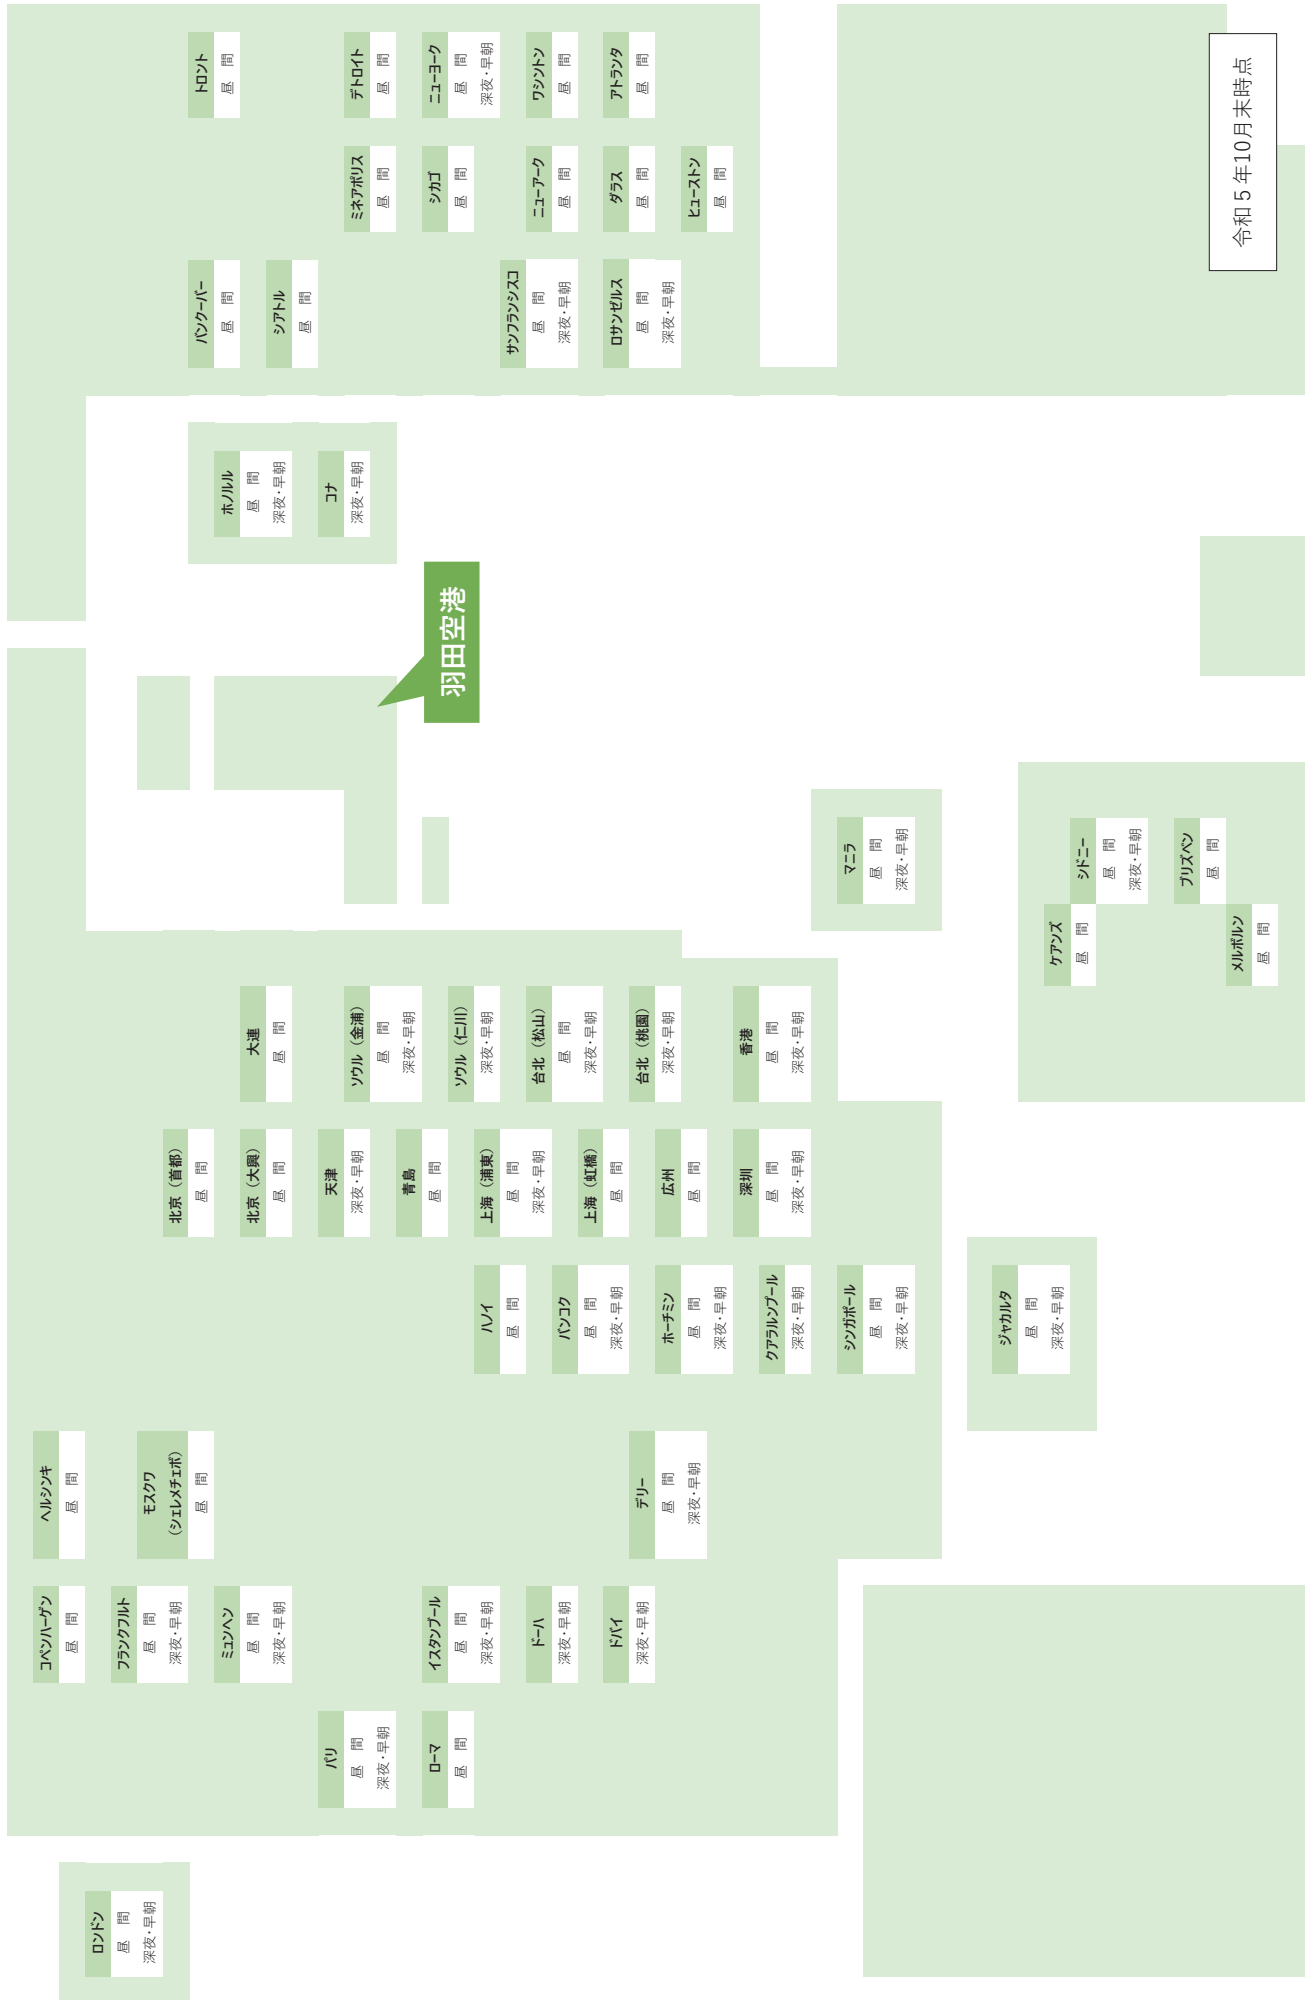 ロンドン
昼 間
深夜・早朝
パリ
昼 間
深夜・早朝
ローマ
昼 間
コペンハーゲン
昼 間
フランクフルト
昼 間
深夜・早朝
ミュンヘン
昼 間
深夜・早朝
イスタンブール
昼 間
深夜・早朝
ドーハ
深夜・早朝
ドバイ
深夜・早朝
ヘルシンキ
昼 間
モスクワ
（シェレメチェボ）
昼 間
デリー
昼 間
深夜・早朝
ハノイ
昼 間
バンコク
昼 間
深夜・早朝
ホーチミン
昼 間
深夜・早朝
クアラルンプール
深夜・早朝
シンガポール
昼 間
深夜・早朝
ジャカルタ
昼 間
深夜・早朝
北京（首都）
昼 間
北京（大興）
昼 間
天津
深夜・早朝
青島
昼 間
上海（浦東）
昼 間
深夜・早朝
上海（虹橋）
昼 間
広州
昼 間
深圳
昼 間
深夜・早朝
大連
昼 間
ソウル（金浦）
昼 間
深夜・早朝
ソウル（仁川）
深夜・早朝
台北（松山）
昼 間
深夜・早朝
台北（桃園）
深夜・早朝
香港
昼 間
深夜・早朝
マニラ
昼 間
深夜・早朝
ケアンズ
昼 間
シドニー
昼 間
深夜・早朝
ブリズベン
昼 間
メルボルン
昼 間
羽田空港
ホノルル
昼 間
深夜・早朝
コナ
深夜・早朝
バンクーバー
昼 間
シアトル
昼 間
サンフランシスコ
昼 間
深夜・早朝
ロサンゼルス
昼 間
深夜・早朝
ミネアポリス
昼 間
シカゴ
昼 間
ニューアーク
昼 間
ダラス
昼 間
ヒューストン
昼 間
トロント
昼 間
デトロイト
昼 間
ニューヨーク
昼 間
深夜・早朝
ワシントン
昼 間
アトランタ
昼 間
令和５年10月末時点